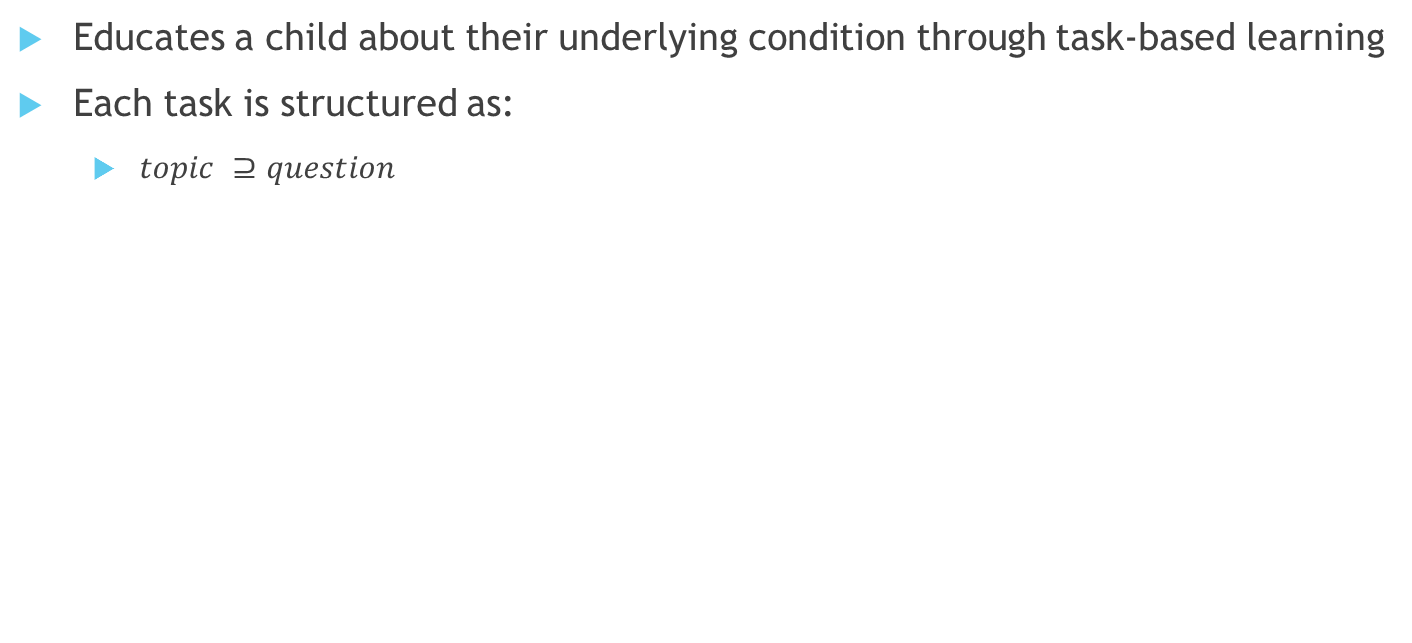 Educates a child about their underlying condition through task-based learning
Each task is structured as:
topic ⊇ question